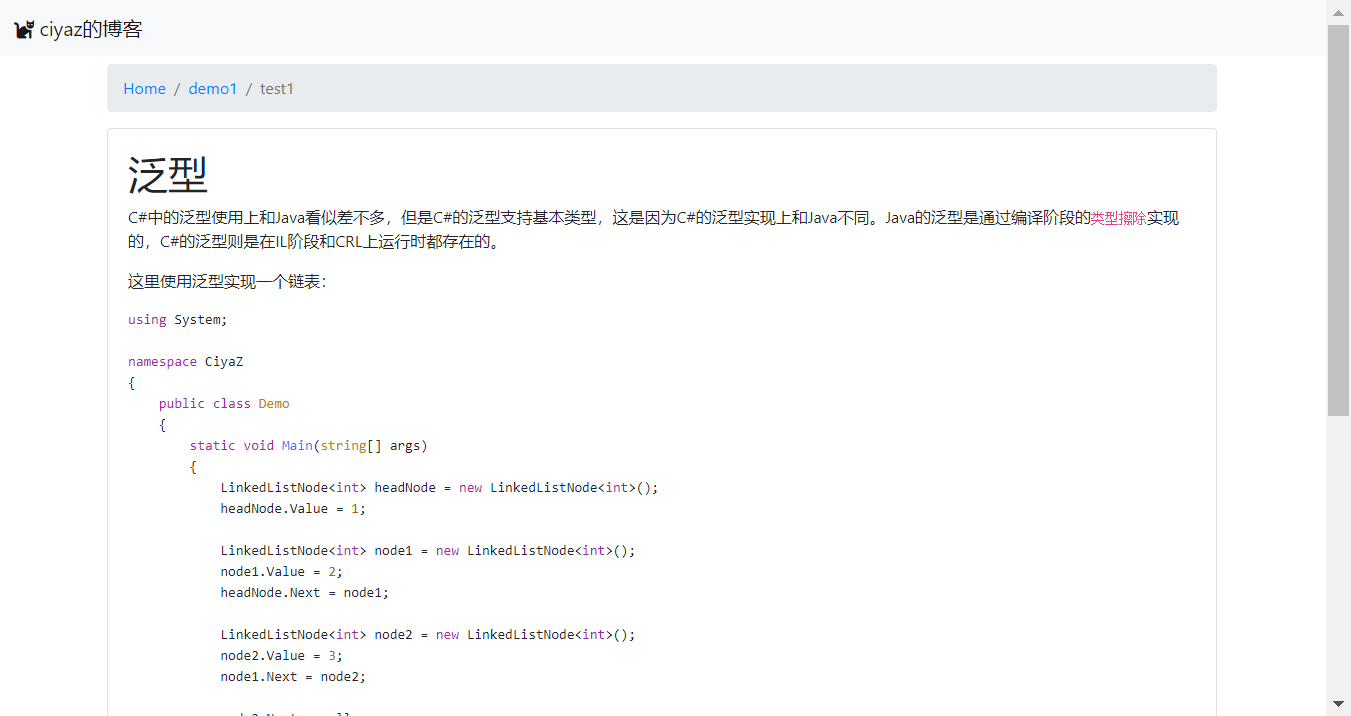 ciyaz的博客
Home / demo1 / test1
泛型
C#中的泛型使用上和Java看似差不多，但是C#的泛型支持基本类型，这是因为C#的泛型实现上和Java不同。Java的泛型是通过编译阶段的类型擦除实现
的，C#的泛型则是在IL阶段和CRL上运行时都存在的。
这里使用泛型实现一个链表：
using System;
namespace CiyaZ
{
    public class Demo
    {
        static void Main(string[] args)
        {
            LinkedListNode<int> headNode = new LinkedListNode<int>();
            headNode.Value = 1;
            LinkedListNode<int> node1 = new LinkedListNode<int>();
            node1.Value = 2;
            headNode.Next = node1;
            LinkedListNode<int> node2 = new LinkedListNode<int>();
            node2.Value = 3;
            node1.Next = node2;